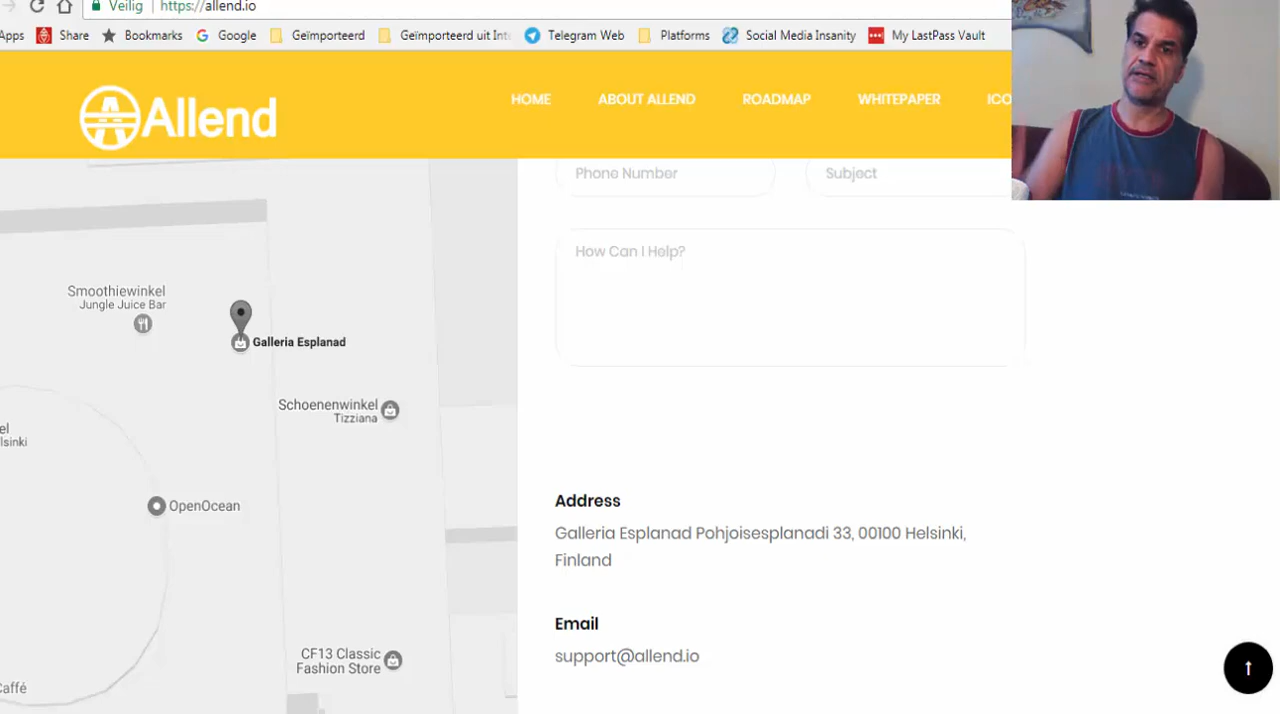 Veilig | https://allend.io
Apps Share Bookmarks Google Geïmporteerd Geïmporteerd uit Int Telegram Web Platforms Social Media Insanity My LastPass Vault
Allend
HOME ABOUT ALLEND ROADMAP WHITEPAPER ICO
Phone Number Subject
How Can I Help?
Smoothiewinkel
Jungle Juice Bar
Galleria Esplanad
Schoenenwinkel
Tizziana
el
lsinki
OpenOcean
CF13 Classic
Fashion Store
Caffé
Address
Galleria Esplanad Pohjoisesplanadi 33, 00100 Helsinki,
Finland
Email
support@allend.io